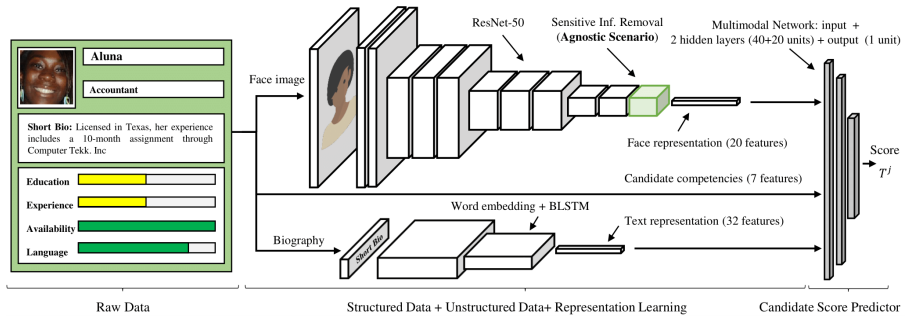 Aluna
Accountant
Short Bio: Licensed in Texas, her experience
includes a 10-month assignment through
Computer Tekk. Inc
Education
Experience
Availability
Language
Raw Data
Face image
ResNet-50
Sensitive Inf. Removal
(Agnostic Scenario)
Multimodal Network: input +
2 hidden layers (40+20 units) + output (1 unit)
Face representation (20 features)
Candidate competencies (7 features)
Word embedding + BLSTM
Text representation (32 features)
Biography
Short Bio
Score
T^j
Structured Data + Unstructured Data+ Representation Learning
Candidate Score Predictor